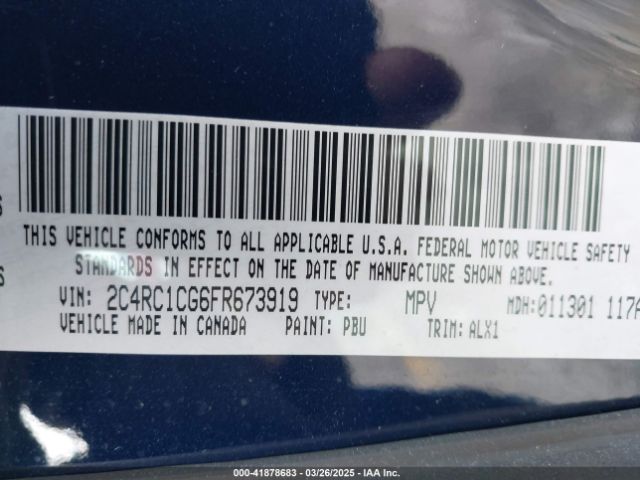 THIS VEHICLE CONFORMS TO ALL APPLICABLE U.S.A. FEDERAL MOTOR VEHICLE SAFETY
STANDARDS IN EFFECT ON THE DATE OF MANUFACTURE SHOWN ABOVE.
VIN: 2C4RC1CG6FR673919 TYPE: MPV MDH:011301 117A
VEHICLE MADE IN CANADA PAINT: PBU TRIM: ALX1
000-41878683 - 03/26/2025 - IAA Inc.